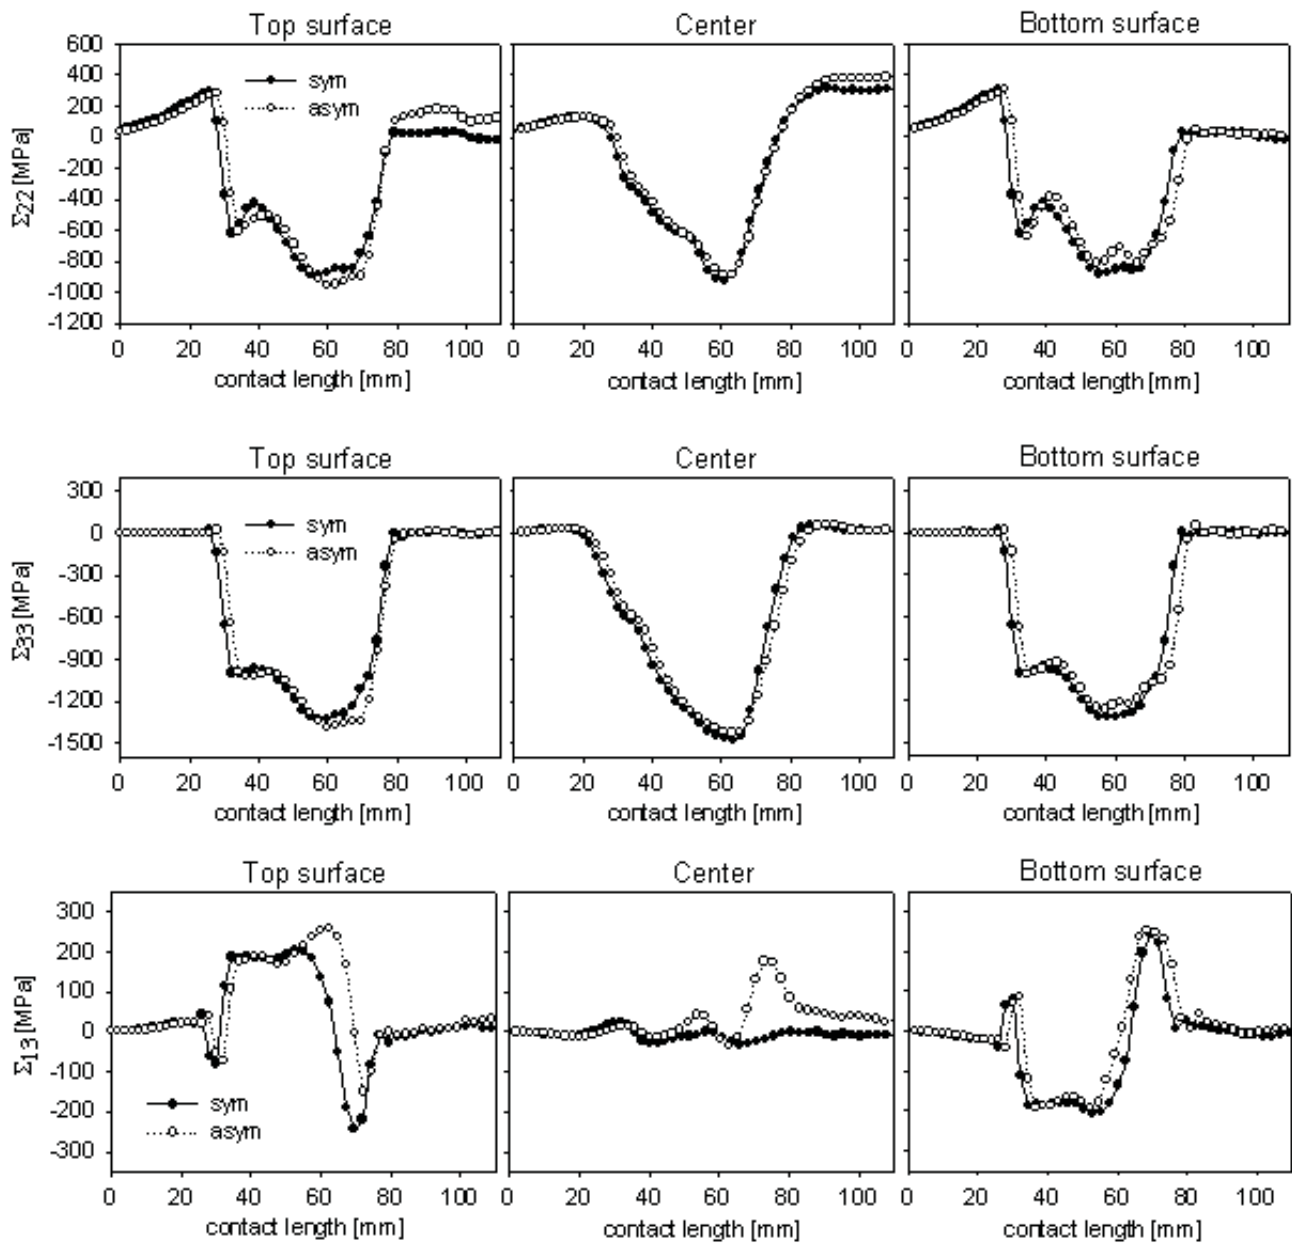 Top surface Center Bottom surface
600
400
200
0
-200
-400
-600
-800
-1000
-1200
Σ22 [MPa]
sym
asym
0 20 40 60 80 100 0 20 40 60 80 100 0 20 40 60 80 100
contact length [mm] contact length [mm] contact length [mm]
Top surface Center Bottom surface
300
0
-300
-600
-900
-1200
-1500
Σ33 [MPa]
sym
asym
0 20 40 60 80 100 0 20 40 60 80 100 0 20 40 60 80 100
contact length [mm] contact length [mm] contact length [mm]
Top surface Center Bottom surface
300
200
100
0
-100
-200
-300
Σ13 [MPa]
sym
asym
0 20 40 60 80 100 0 20 40 60 80 100 0 20 40 60 80 100
contact length [mm] contact length [mm] contact length [mm]